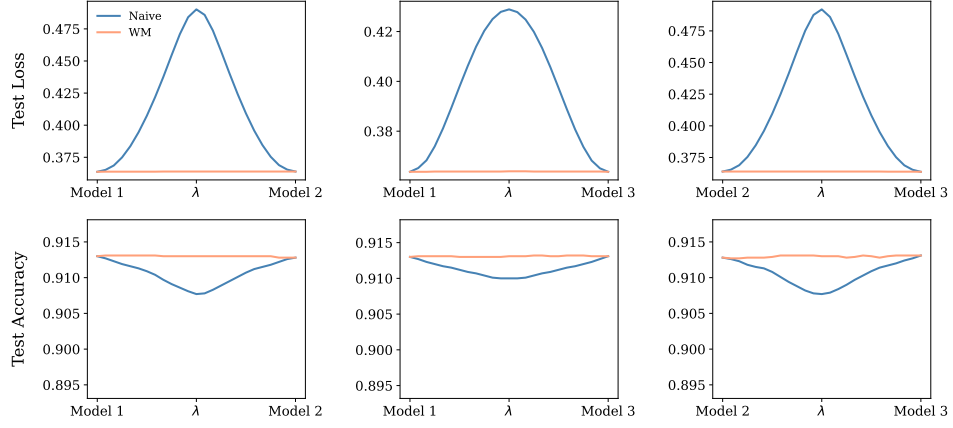 Test Loss
0.475
0.450
0.425
0.400
0.375
Naive
WM
Model 1 λ Model 2
0.42
0.40
0.38
Model 1 λ Model 3
0.475
0.450
0.425
0.400
0.375
Model 2 λ Model 3
Test Accuracy
0.915
0.910
0.905
0.900
0.895
Model 1 λ Model 2
0.915
0.910
0.905
0.900
0.895
Model 1 λ Model 3
0.915
0.910
0.905
0.900
0.895
Model 2 λ Model 3